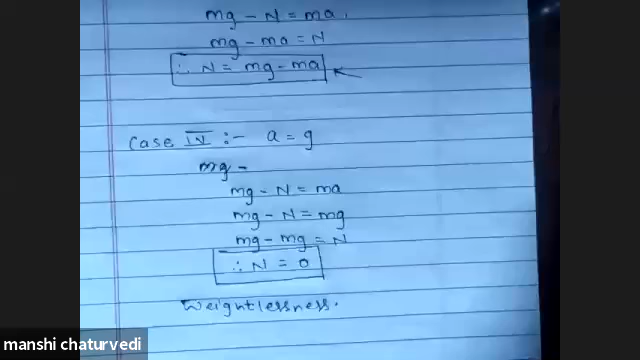 mg - N = ma.
mg - ma = N
∴ N = mg - ma
Case IV :- a = g
mg -
mg - N = ma
mg - N = mg
mg - mg = N
∴ N = 0
Weightlessness.
manshi chaturvedi